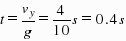 t = v_y / g = 4/10 s = 0.4 s